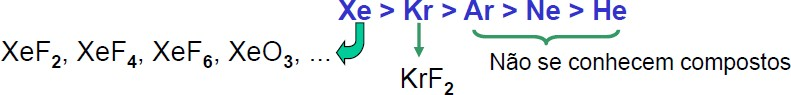 Xe > Kr > Ar > Ne > He
XeF₂, XeF₄, XeF₆, XeO₃, ...
KrF₂
Não se conhecem compostos